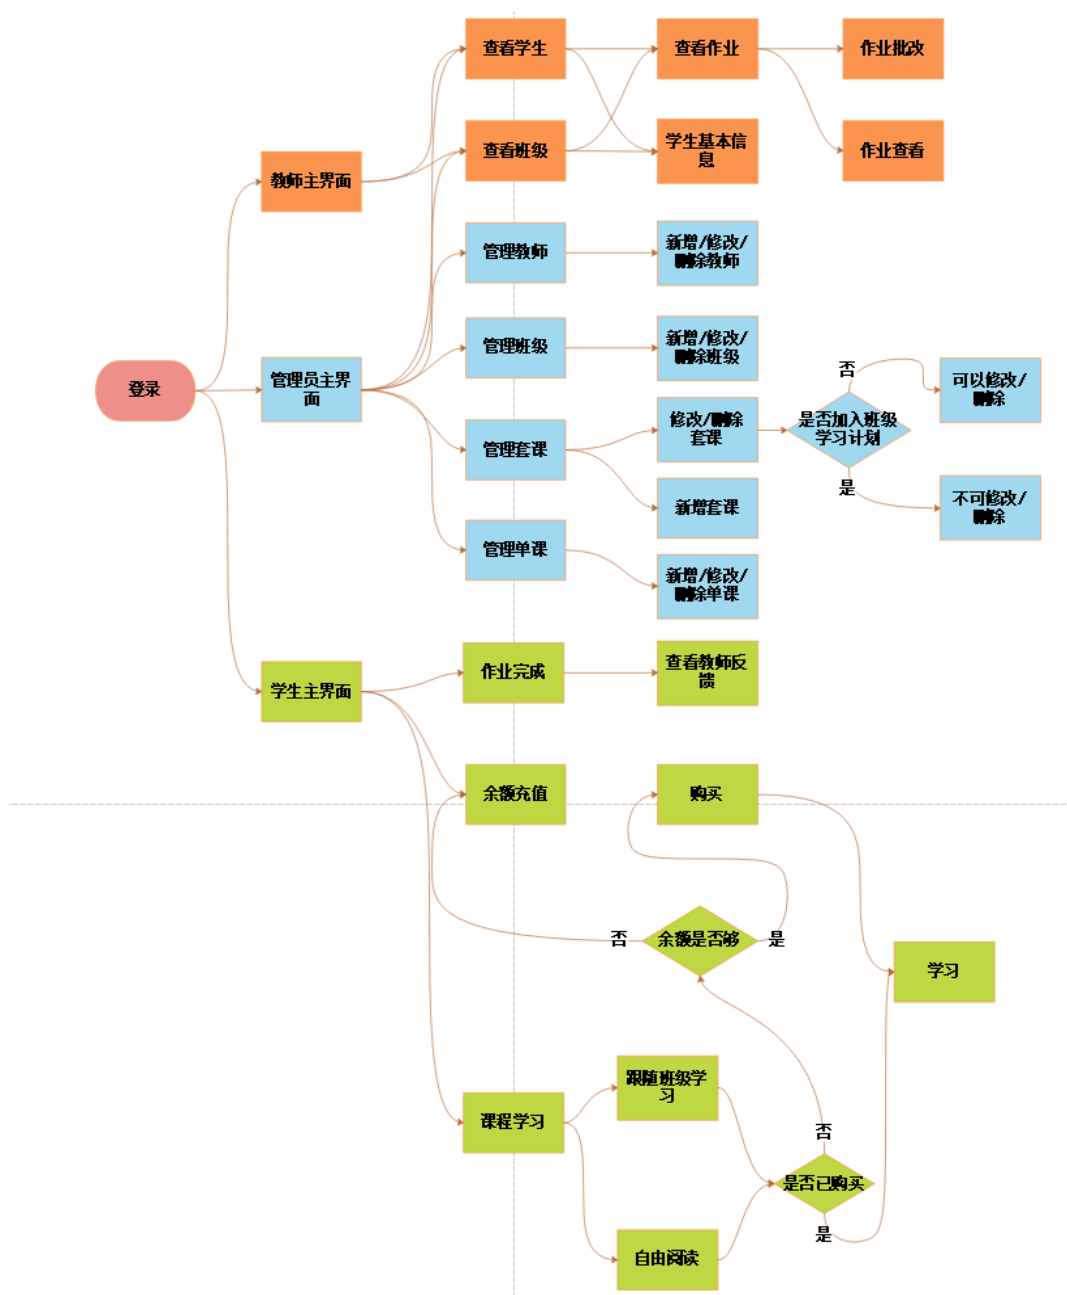 查看学生
查看作业
作业批改
查看班级
学生基本信
息
作业查看
教师主界面
管理教师
新增/修改/
删除教师
管理班级
新增/修改/
删除班级
登录
管理员主界
面
否
可以修改/
删除
修改/删除
套课
是否加入班级
学习计划
管理套课
是
不可修改/
删除
新增套课
管理单课
新增/修改/
删除单课
学生主界面
作业完成
查看教师反
馈
余额充值
购买
否
余额是否够
是
学习
跟随班级学
习
课程学习
否
是否已购买
是
自由阅读